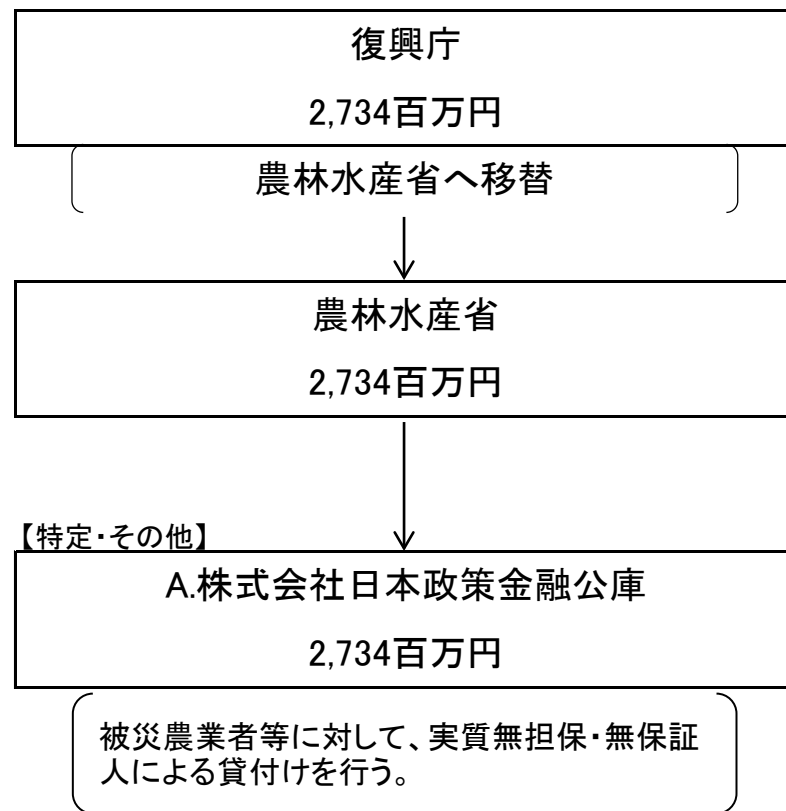 復興庁
2,734百万円
農林水産省へ移替
農林水産省
2,734百万円
【特定・その他】
A.株式会社日本政策金融公庫
2,734百万円
被災農業者等に対して、実質無担保・無保証
人による貸付けを行う。